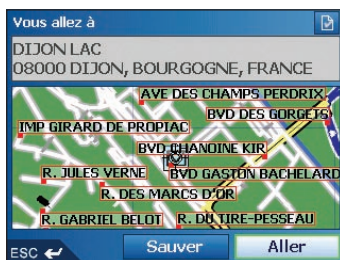 Vous allez à
DIJON LAC
08000 DIJON, BOURGOGNE, FRANCE
AVE DES CHAMPS PERDRIX
BVD DES GORGETS
IMP GIRARD DE PROPIAC
BVD CHANOINE KIR
R. JULES VERNE
BVD GASTON BACHELARD
R. DES MARCS D'OR
R. GABRIEL BELOT
R. DU TIRE-PESSEAU
ESC
Sauver
Aller